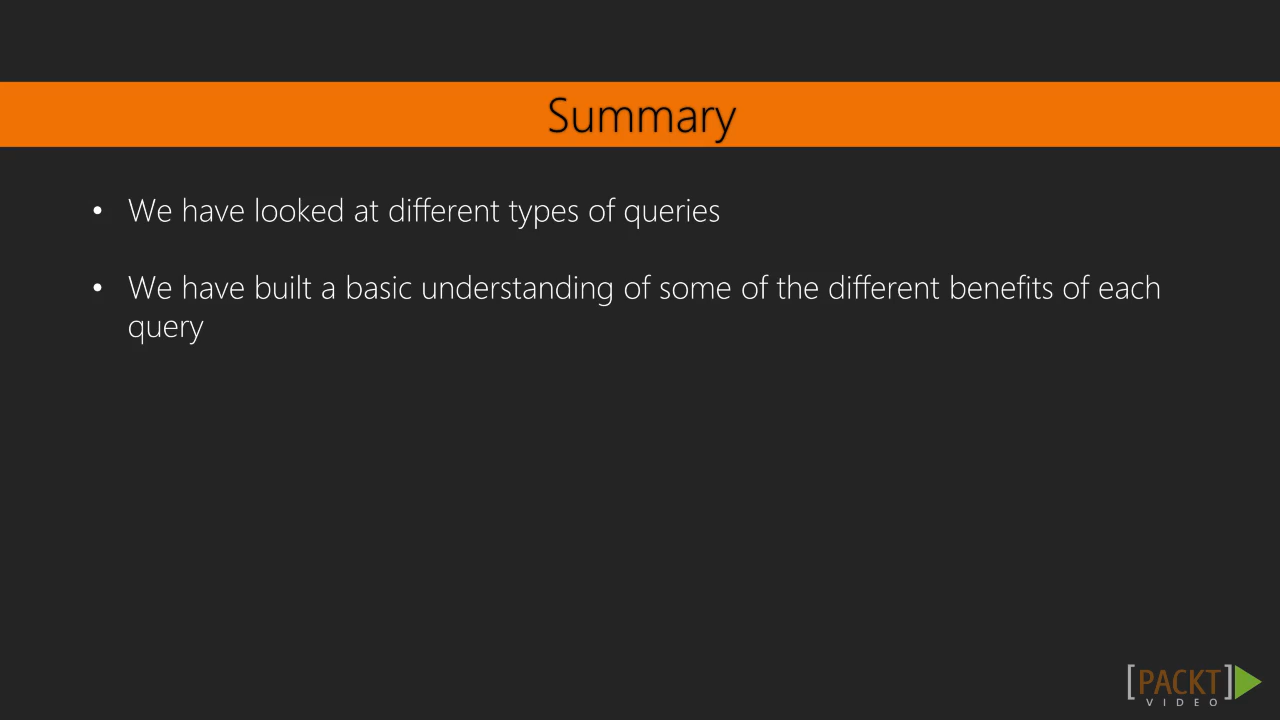 Summary
• We have looked at different types of queries
• We have built a basic understanding of some of the different benefits of each
query
[PACKT]
VIDEO